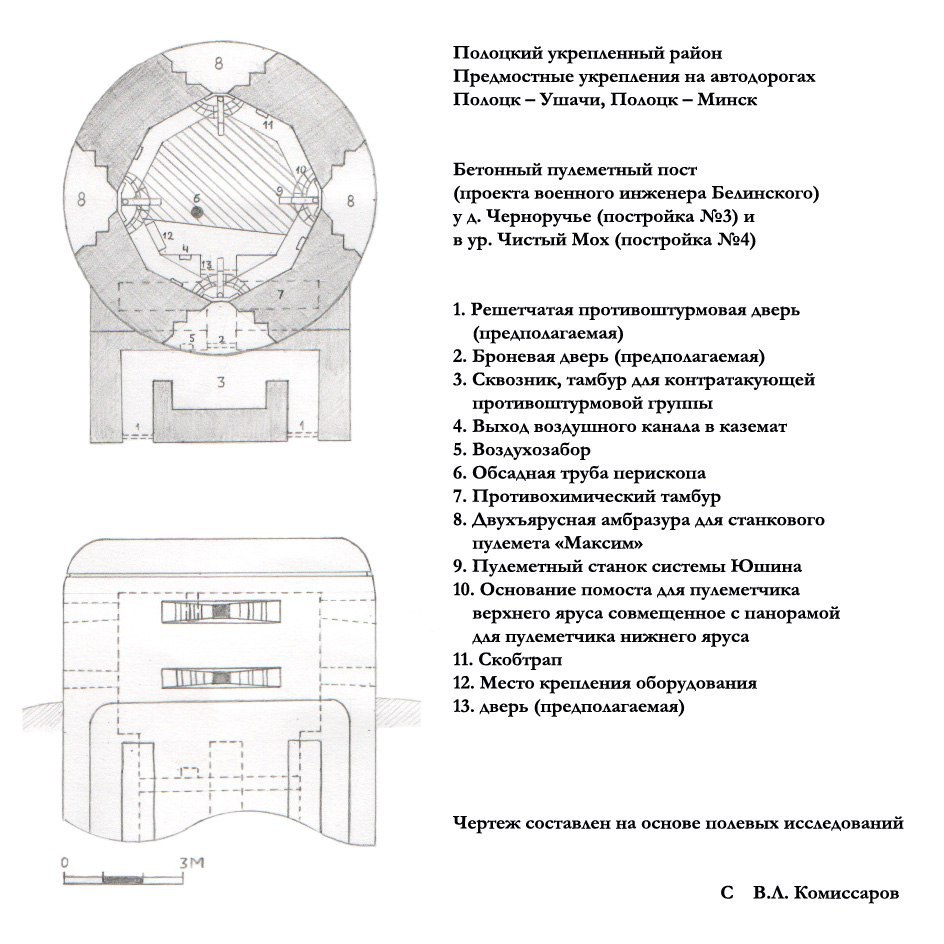 Полоцкий укрепленный район
Предмостные укрепления на автодорогах
Полоцк – Ушачи, Полоцк – Минск
Бетонный пулеметный пост
(проекта военного инженера Белинского)
у д. Черноручье (постройка №3) и
в ур. Чистый Мох (постройка №4)
1. Решетчатая противоштурмовая дверь
(предполагаемая)
2. Броневая дверь (предполагаемая)
3. Сквозник, тамбур для контратакующей
противоштурмовой группы
4. Выход воздушного канала в каземат
5. Воздухозабор
6. Обсадная труба перископа
7. Противохимический тамбур
8. Двухъярусная амбразура для станкового
пулемета «Максим»
9. Пулеметный станок системы Юшина
10. Основание помоста для пулеметчика
верхнего яруса совмещенное с панорамой
для пулеметчика нижнего яруса
11. Скобтрап
12. Место крепления оборудования
13. дверь (предполагаемая)
Чертеж составлен на основе полевых исследований
С В.Л. Комиссаров
8
11
10
8
9
8
6
12
4
13
7
5
2
3
1
1
0 3М